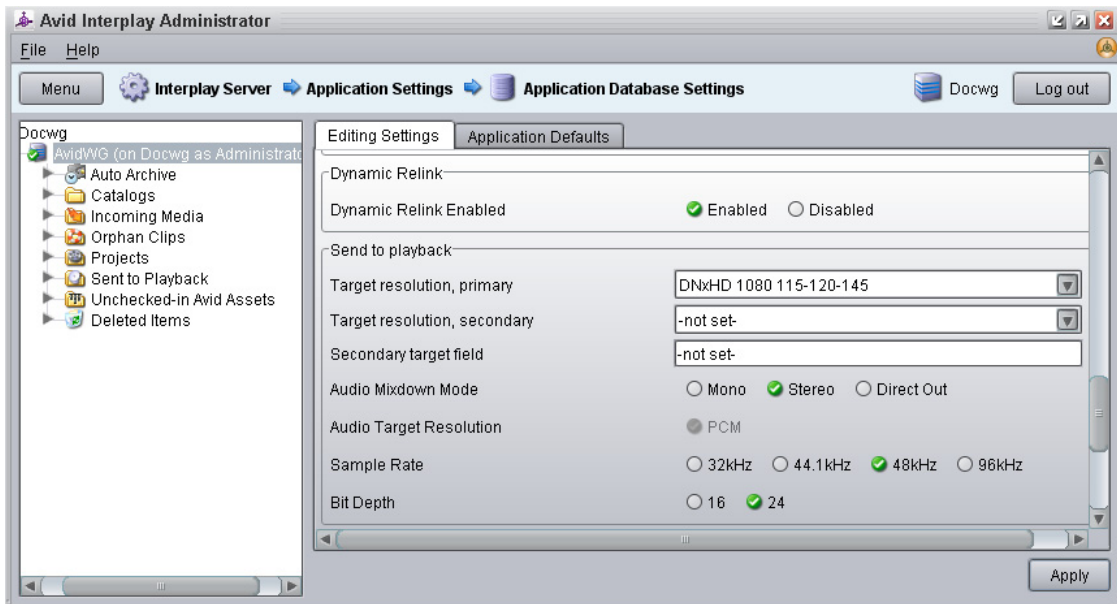 Avid Interplay Administrator
File Help
Menu Interplay Server Application Settings Application Database Settings Docwg Log out
Docwg
AvidWG (on Docwg as Administrato
Auto Archive
Catalogs
Incoming Media
Orphan Clips
Projects
Sent to Playback
Unchecked-in Avid Assets
Deleted Items
Editing Settings Application Defaults
Dynamic Relink
Dynamic Relink Enabled Enabled Disabled
Send to playback
Target resolution, primary DNxHD 1080 115-120-145
Target resolution, secondary -not set-
Secondary target field -not set-
Audio Mixdown Mode Mono Stereo Direct Out
Audio Target Resolution PCM
Sample Rate 32kHz 44.1kHz 48kHz 96kHz
Bit Depth 16 24
Apply